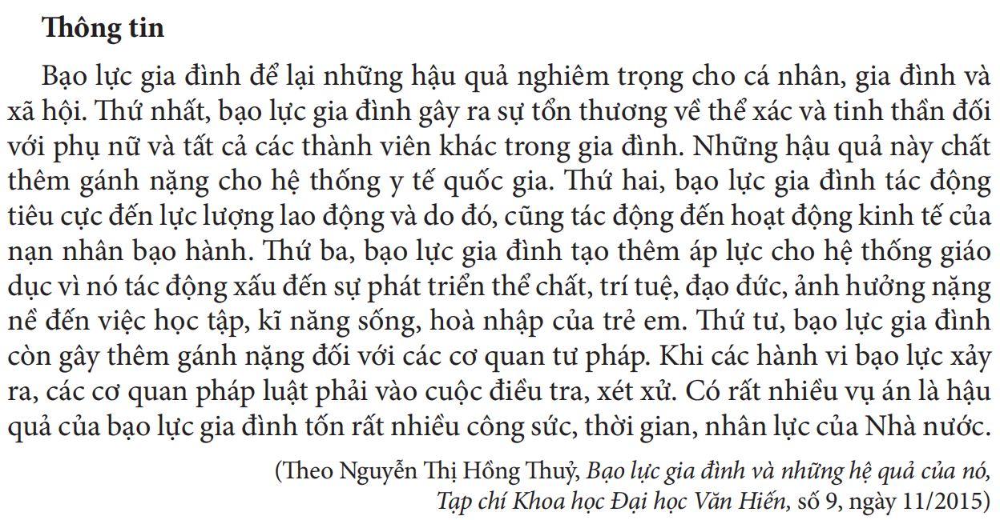 Thông tin
Bạo lực gia đình để lại những hậu quả nghiêm trọng cho cá nhân, gia đình và
xã hội. Thứ nhất, bạo lực gia đình gây ra sự tổn thương về thể xác và tinh thần đối
với phụ nữ và tất cả các thành viên khác trong gia đình. Những hậu quả này chất
thêm gánh nặng cho hệ thống y tế quốc gia. Thứ hai, bạo lực gia đình tác động
tiêu cực đến lực lượng lao động và do đó, cũng tác động đến hoạt động kinh tế của
nạn nhân bạo hành. Thứ ba, bạo lực gia đình tạo thêm áp lực cho hệ thống giáo
dục vì nó tác động xấu đến sự phát triển thể chất, trí tuệ, đạo đức, ảnh hưởng nặng
nề đến việc học tập, kĩ năng sống, hoà nhập của trẻ em. Thứ tư, bạo lực gia đình
còn gây thêm gánh nặng đối với các cơ quan tư pháp. Khi các hành vi bạo lực xảy
ra, các cơ quan pháp luật phải vào cuộc điều tra, xét xử. Có rất nhiều vụ án là hậu
quả của bạo lực gia đình tốn rất nhiều công sức, thời gian, nhân lực của Nhà nước.
(Theo Nguyễn Thị Hồng Thuỷ, Bạo lực gia đình và những hệ quả của nó,
Tạp chí Khoa học Đại học Văn Hiến, số 9, ngày 11/2015)